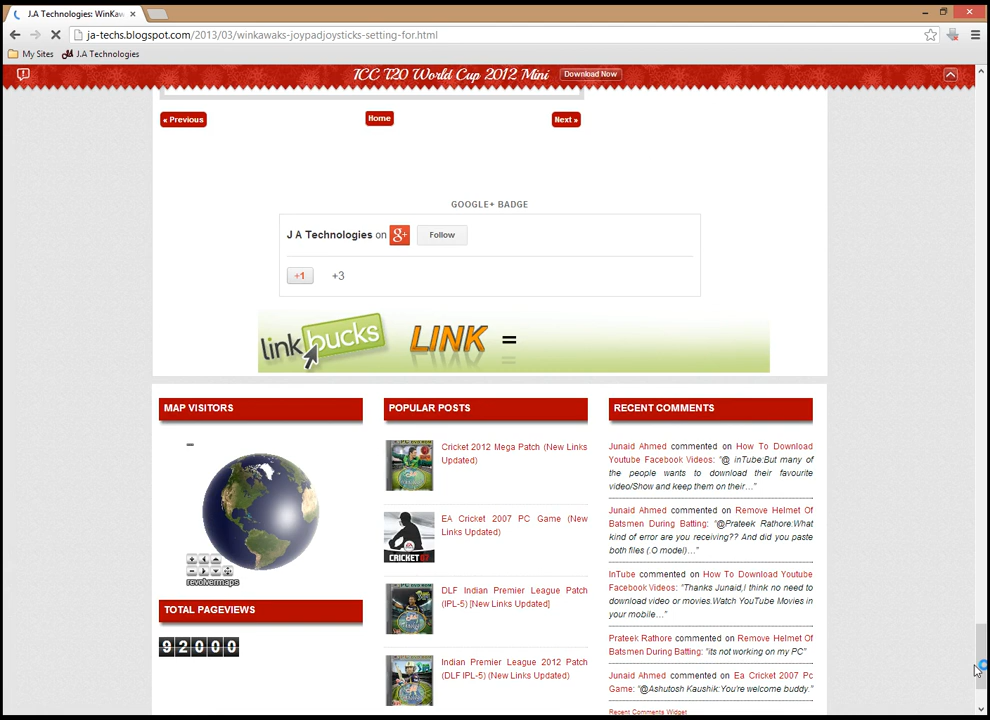 J.A Technologies: WinKaw
ja-techs.blogspot.com/2013/03/winkawaks-joypadjoysticks-setting-for.html
My Sites
J.A Technologies
ICC T20 World Cup 2012 Mini
Download Now
« Previous
Home
Next »
GOOGLE+ BADGE
J A Technologies on g+ Follow
+1 +3
linkbucks LINK =
MAP VISITORS
revolvermaps
TOTAL PAGEVIEWS
92000
POPULAR POSTS
Cricket 2012 Mega Patch (New Links
Updated)
EA Cricket 2007 PC Game (New
Links Updated)
CRICKET 07
DLF Indian Premier League Patch
(IPL-5) [New Links Updated]
Indian Premier League 2012 Patch
(DLF IPL-5) (New Links Updated)
RECENT COMMENTS
Junaid Ahmed commented on How To Download
Youtube Facebook Videos: “@ inTube:But many of
the people wants to download their favourite
video/Show and keep them on their…”
Junaid Ahmed commented on Remove Helmet Of
Batsmen During Batting: “@Prateek Rathore:What
kind of error are you receiving?? And did you paste
both files (.O model)…”
InTube commented on How To Download Youtube
Facebook Videos: “Thanks Junaid,I think no need to
download video or movies.Watch YouTube Movies in
your mobile…”
Prateek Rathore commented on Remove Helmet Of
Batsmen During Batting: “its not working on my PC”
Junaid Ahmed commented on Ea Cricket 2007 Pc
Game: “@Ashutosh Kaushik:You're welcome buddy.”
Recent Comments Widget